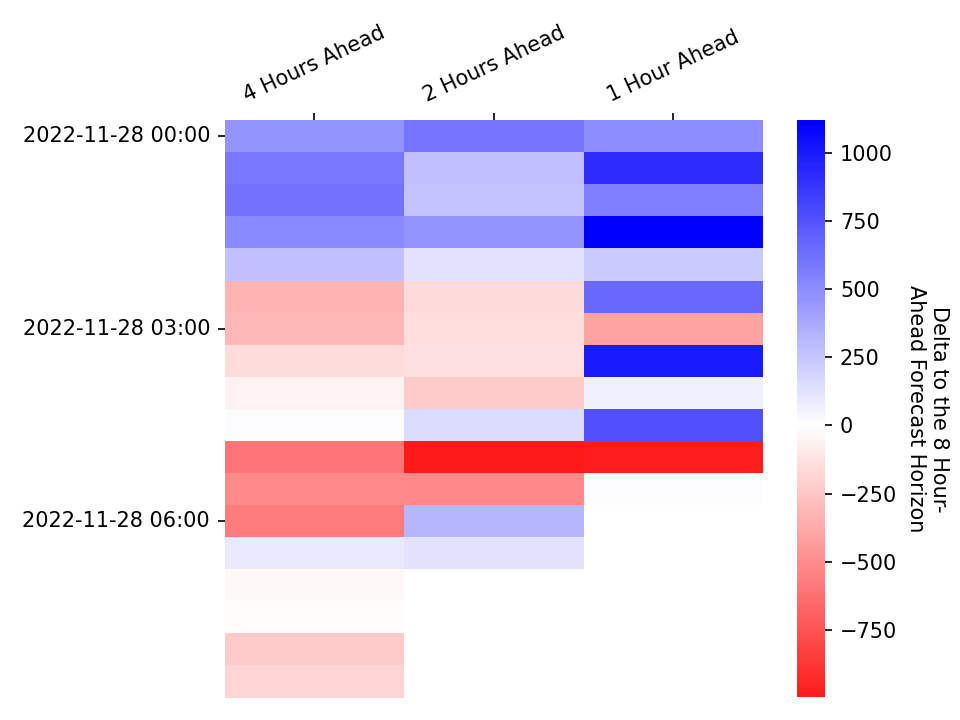 4 Hours Ahead
2 Hours Ahead
1 Hour Ahead
2022-11-28 00:00
2022-11-28 03:00
2022-11-28 06:00
1000
750
500
250
0
−250
−500
−750
Delta to the 8 Hour-
Ahead Forecast Horizon